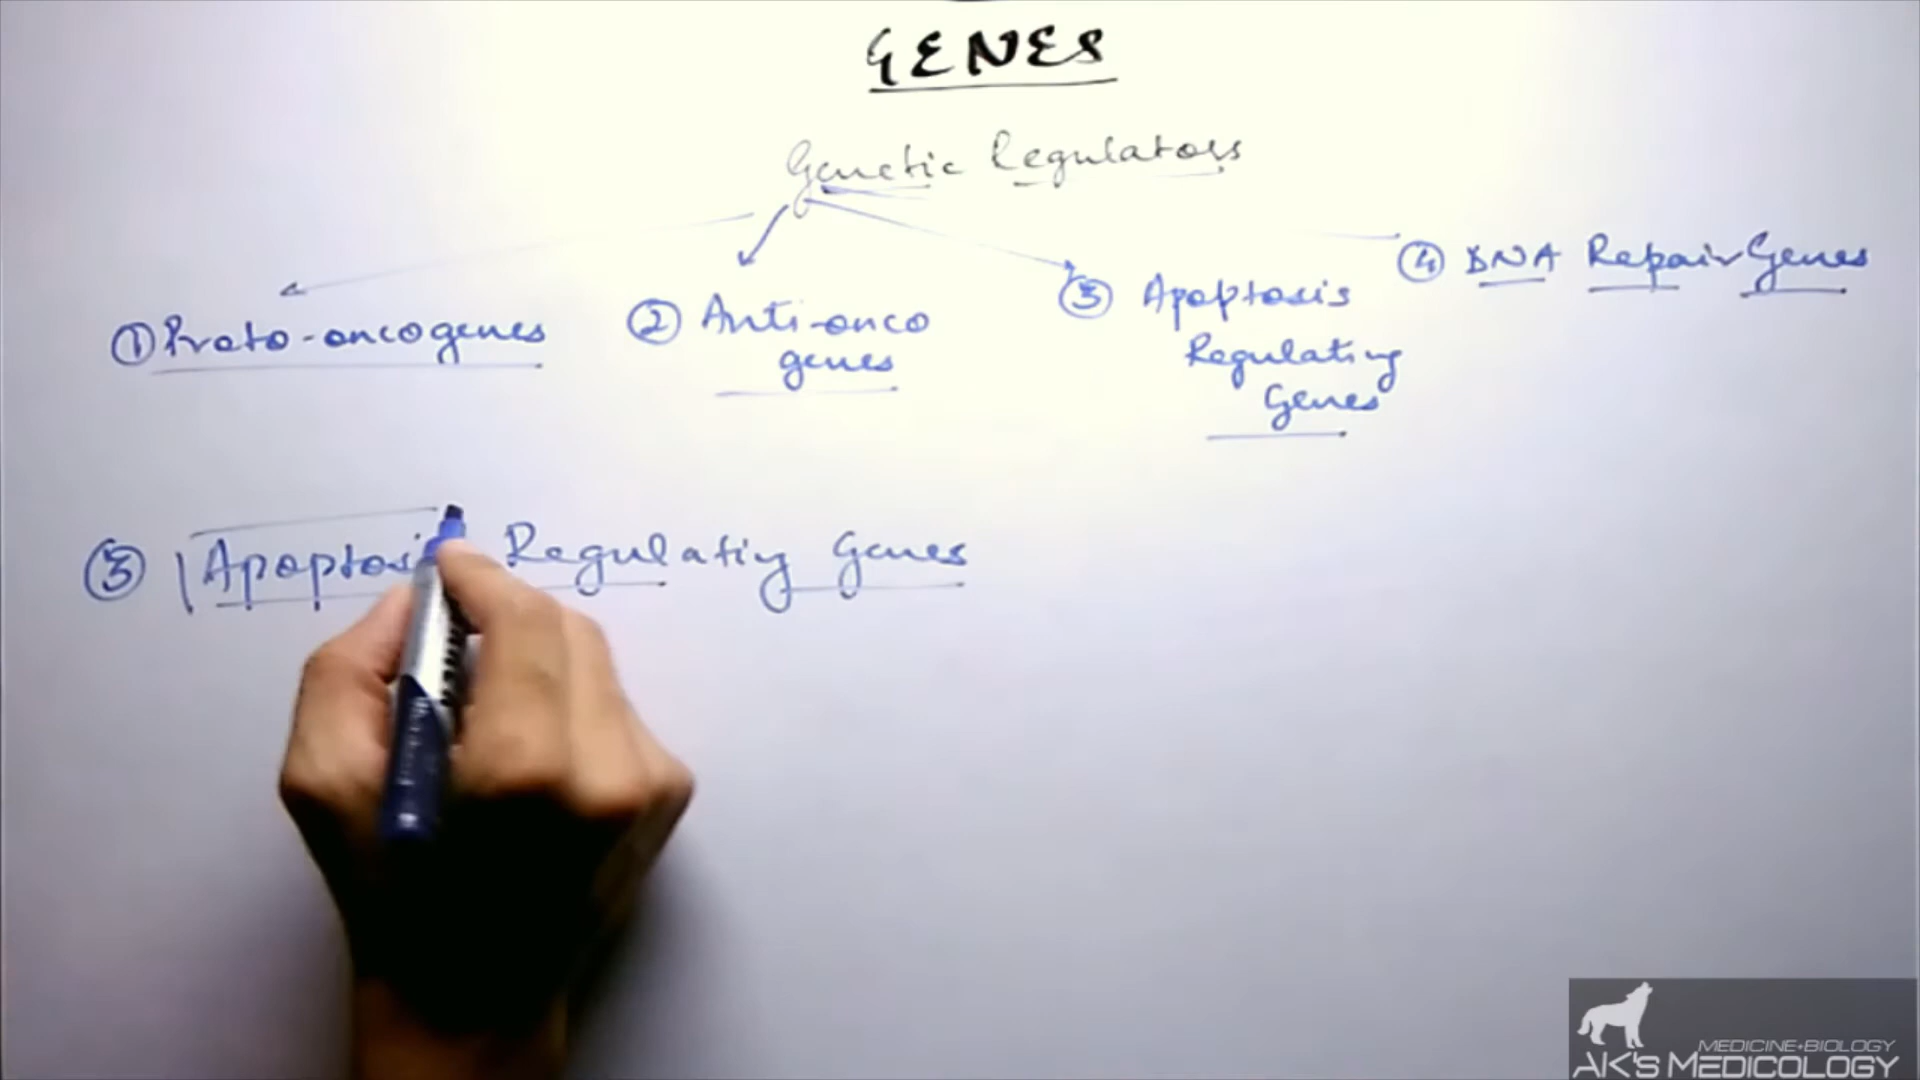 GENES
Genetic Regulators
① Proto-oncogenes
② Anti-onco
genes
③ Apoptosis
Regulating
Genes
④ DNA Repair Genes
③ Apoptosi Regulating Genes
MEDICINE+BIOLOGY
AK'S MEDICOLOGY